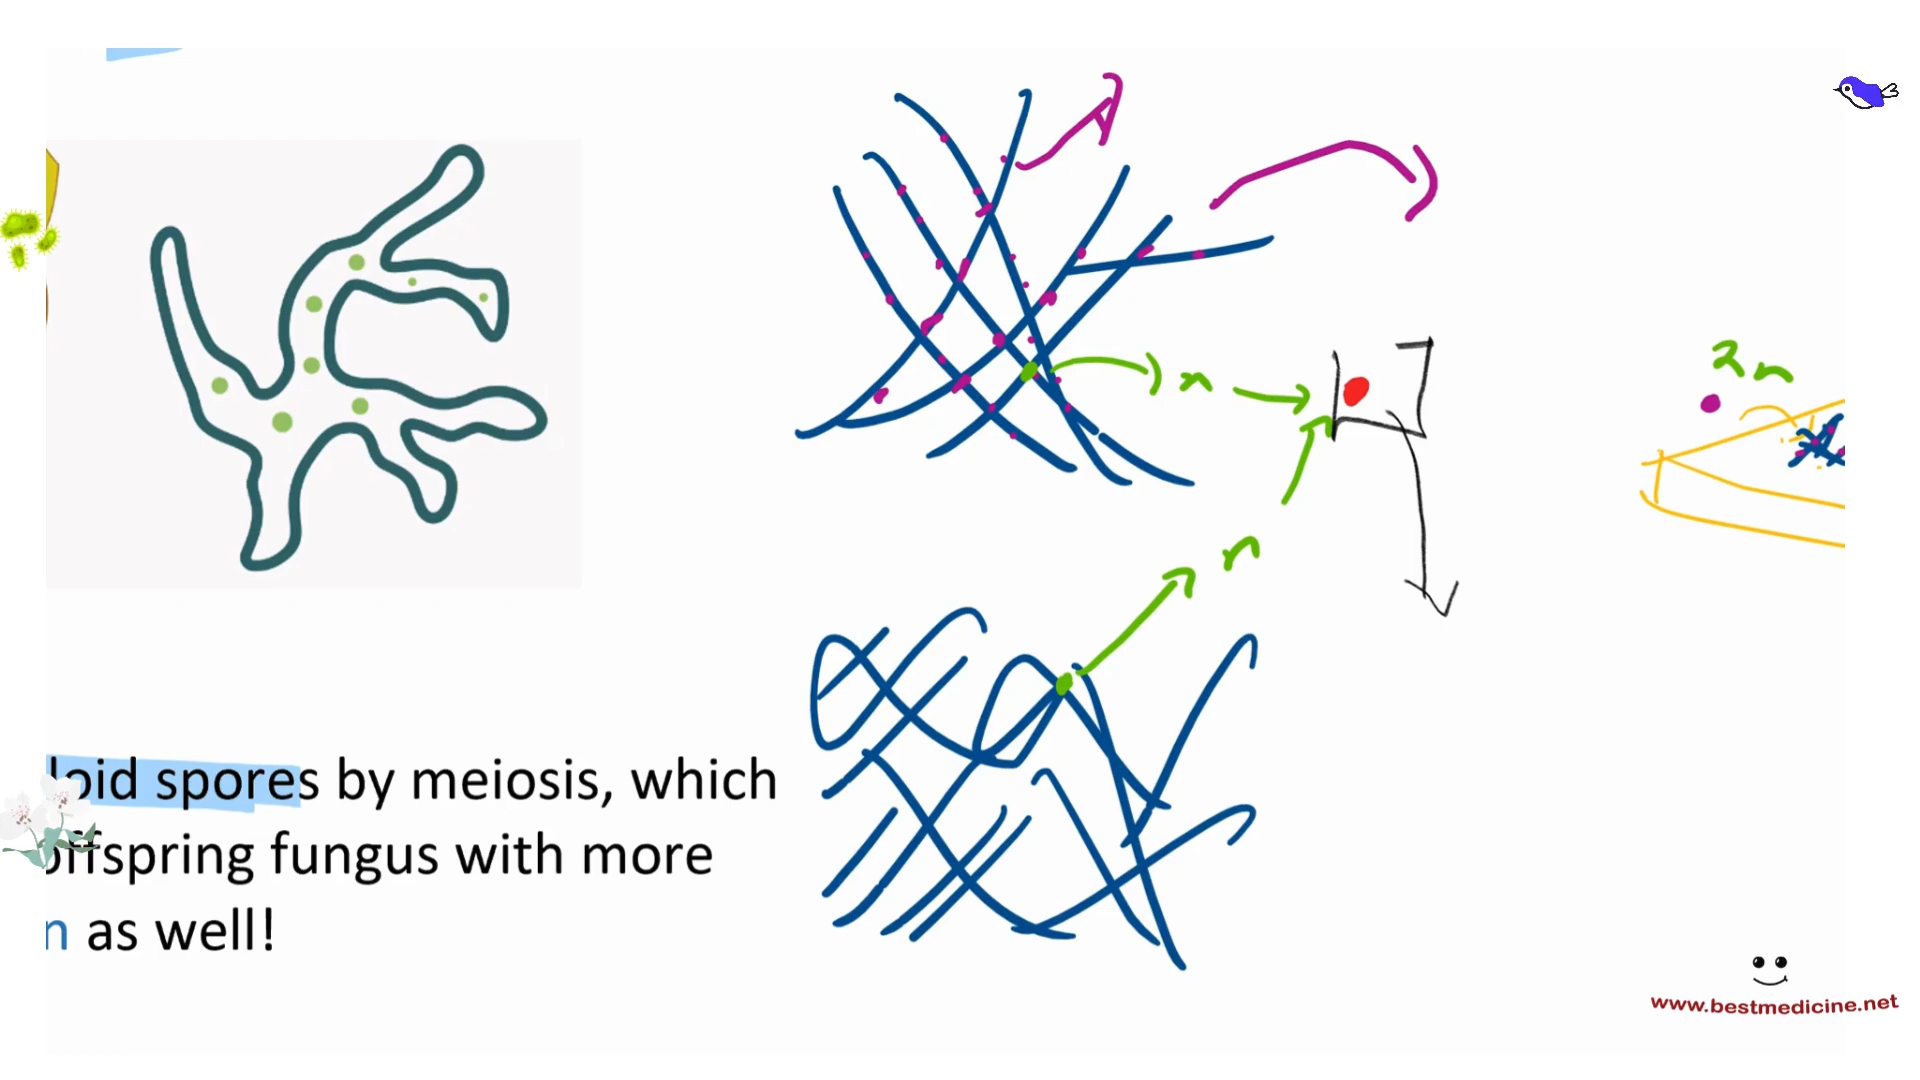 n
2n
n
loid spores by meiosis, which
offspring fungus with more
n as well!
www.bestmedicine.net